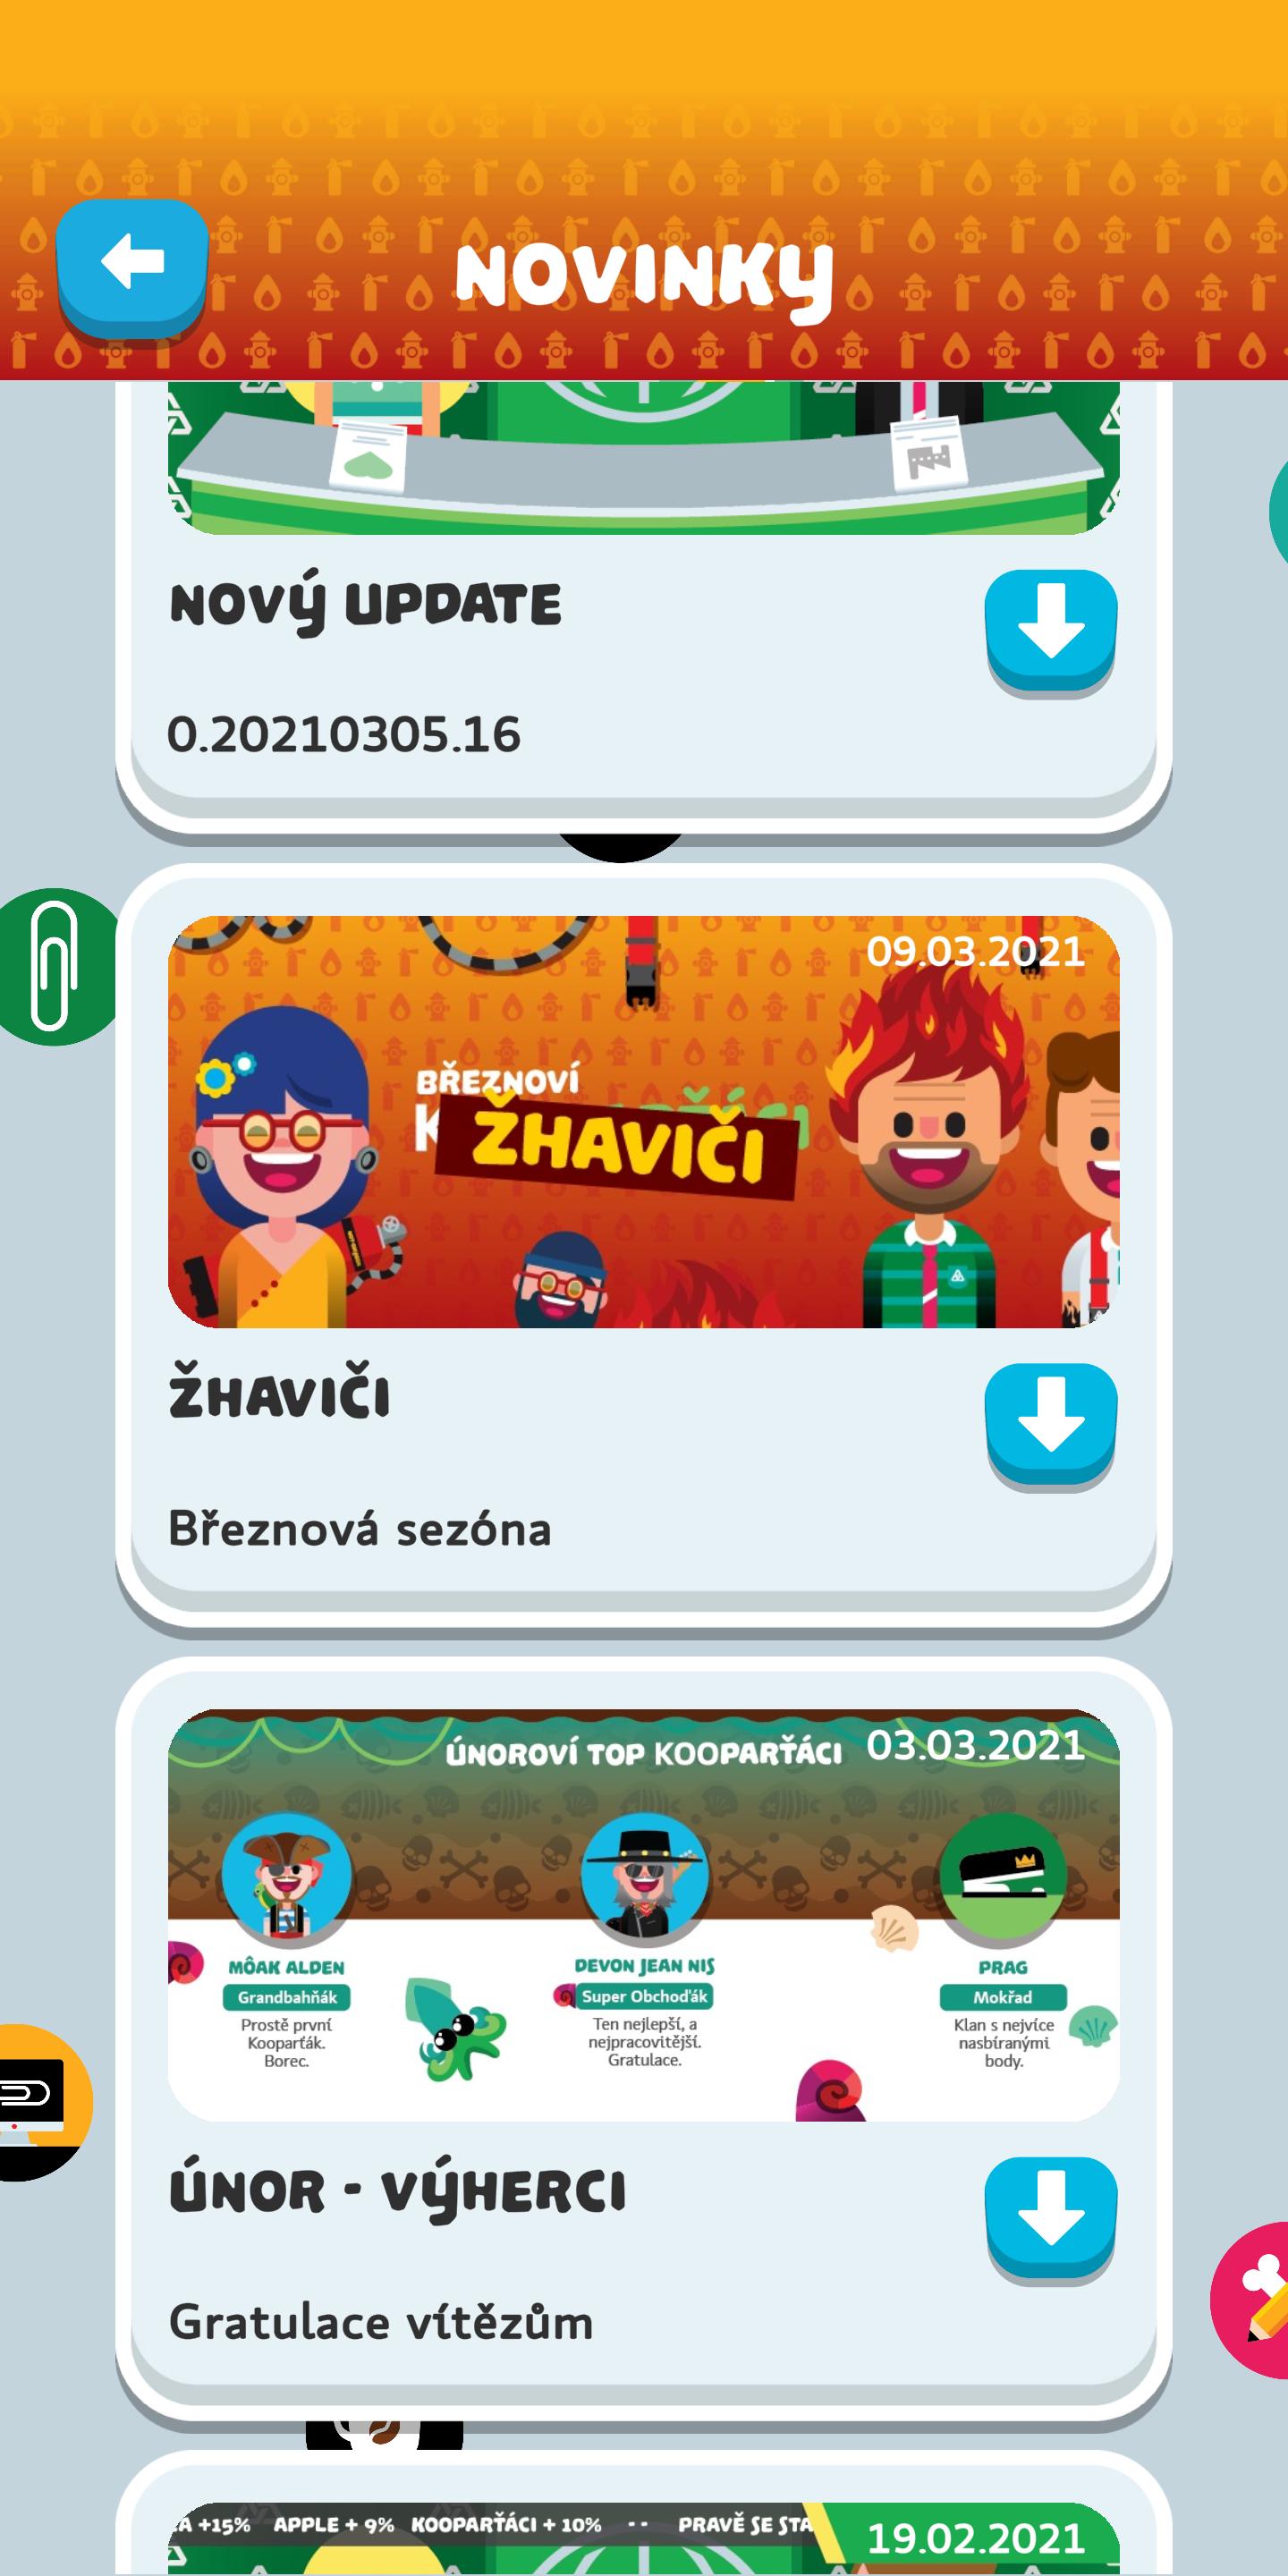 NOVINKY
NOVÝ UPDATE
0.20210305.16
09.03.2021
BŘEZNOVÍ
ŽHAVIČI
ŽHAVIČI
Březnová sezóna
ÚNOROVÍ TOP KOOPARŤÁCI
03.03.2021
MÔAK ALDEN
Grandbahňák
Prostě první
Kooparťák.
Borec.
DEVON JEAN NIS
Super Obchoďák
Ten nejlepší, a
nejpracovitější.
Gratulace.
PRAG
Mokřad
Klan s nejvíce
nasbíranými
body.
ÚNOR - VÝHERCI
Gratulace vítězům
+15% APPLE + 9% KOOPARŤÁCI + 10% -- PRAVĚ SE STA
19.02.2021